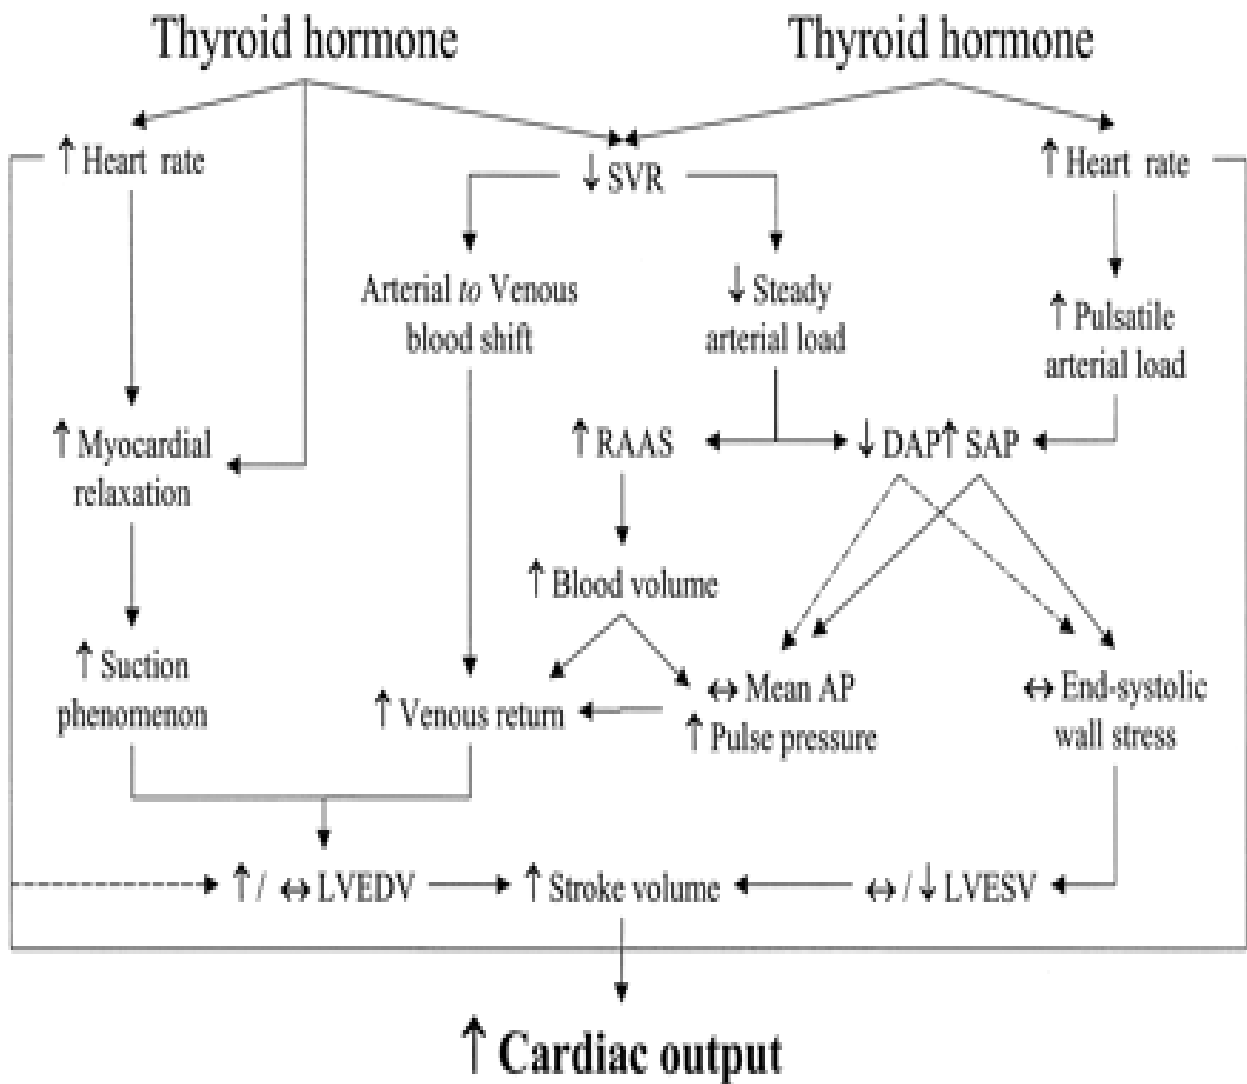 Thyroid hormone
Thyroid hormone
↑ Heart rate
↓ SVR
↑ Heart rate
Arterial to Venous
blood shift
↓ Steady
arterial load
↑ Pulsatile
arterial load
↑ Myocardial
relaxation
↑ RAAS
↓ DAP ↑ SAP
↑ Blood volume
↑ Suction
phenomenon
↑ Venous return
↔ Mean AP
↑ Pulse pressure
↔ End-systolic
wall stress
↑ / ↔ LVEDV
↑ Stroke volume
↔ / ↓ LVESV
↑ Cardiac output